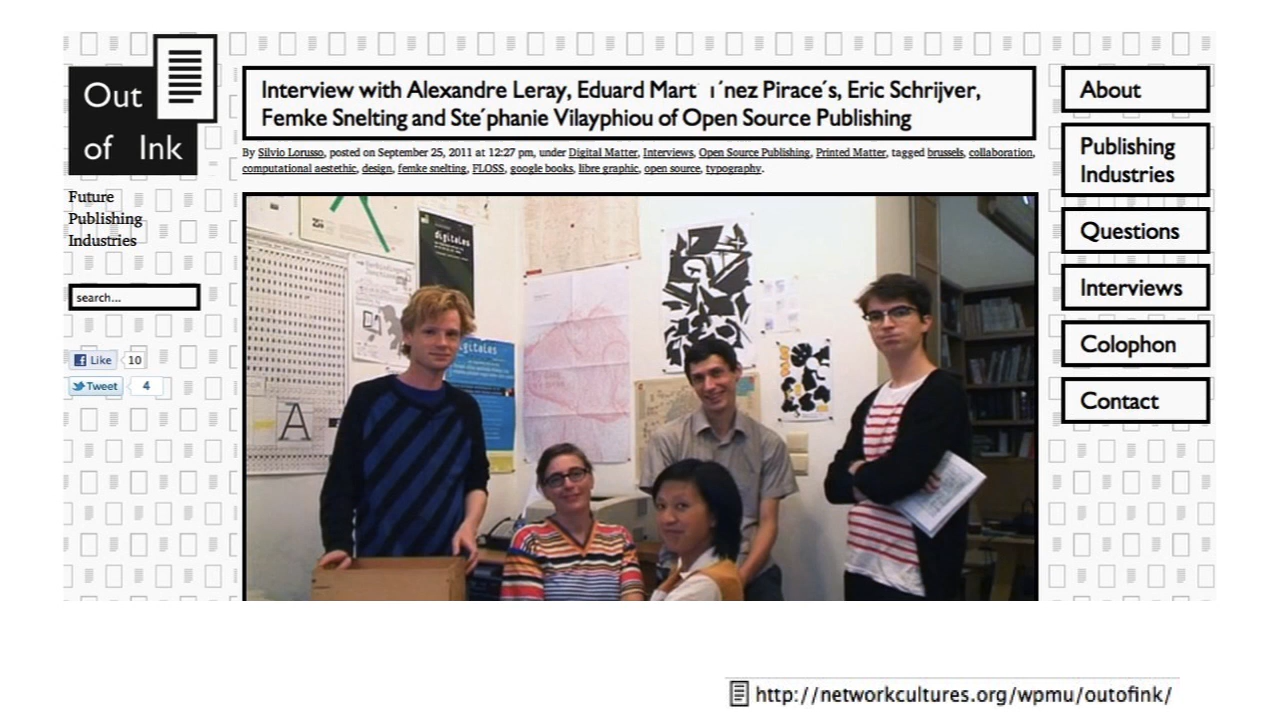 Out
of Ink
Future
Publishing
Industries
search...
Like 10
Tweet 4
Interview with Alexandre Leray, Eduard Mart ı´nez Pirace´s, Eric Schrijver,
Femke Snelting and Ste´phanie Vilayphiou of Open Source Publishing
By Silvio Lorusso, posted on September 25, 2011 at 12:27 pm, under Digital Matter, Interviews, Open Source Publishing, Printed Matter, tagged brussels, collaboration,
computational aestethic, design, femke snelting, FLOSS, google books, libre graphic, open source, typography.
digitales
digitales
A
About
Publishing
Industries
Questions
Interviews
Colophon
Contact
http://networkcultures.org/wpmu/outofink/